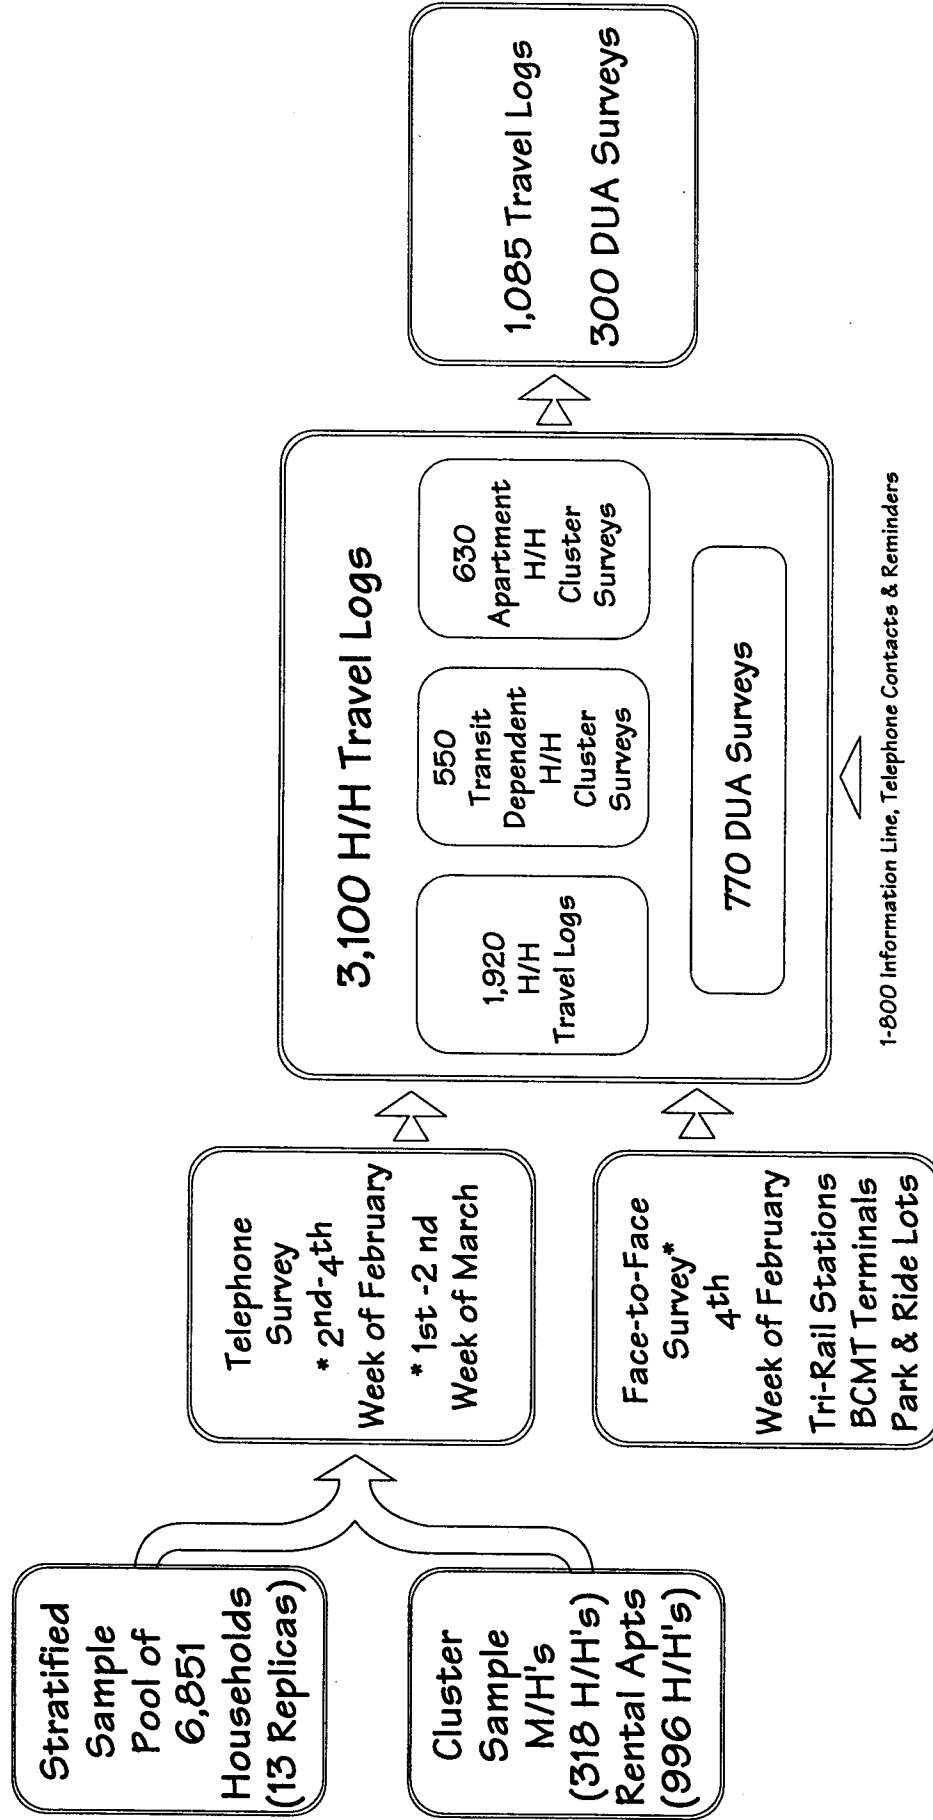 Stratified
Sample
Pool of
6,851
Households
(13 Replicas)
Cluster
Sample
M/H's
(318 H/H's)
Rental Apts
(996 H/H's)
Telephone
Survey
* 2nd-4th
Week of February
* 1st -2 nd
Week of March
Face-to-Face
Survey*
4th
Week of February
Tri-Rail Stations
BCMT Terminals
Park & Ride Lots
3,100 H/H Travel Logs
1,920
H/H
Travel Logs
550
Transit
Dependent
H/H
Cluster
Surveys
630
Apartment
H/H
Cluster
Surveys
770 DUA Surveys
1-800 Information Line, Telephone Contacts & Reminders
1,085 Travel Logs
300 DUA Surveys